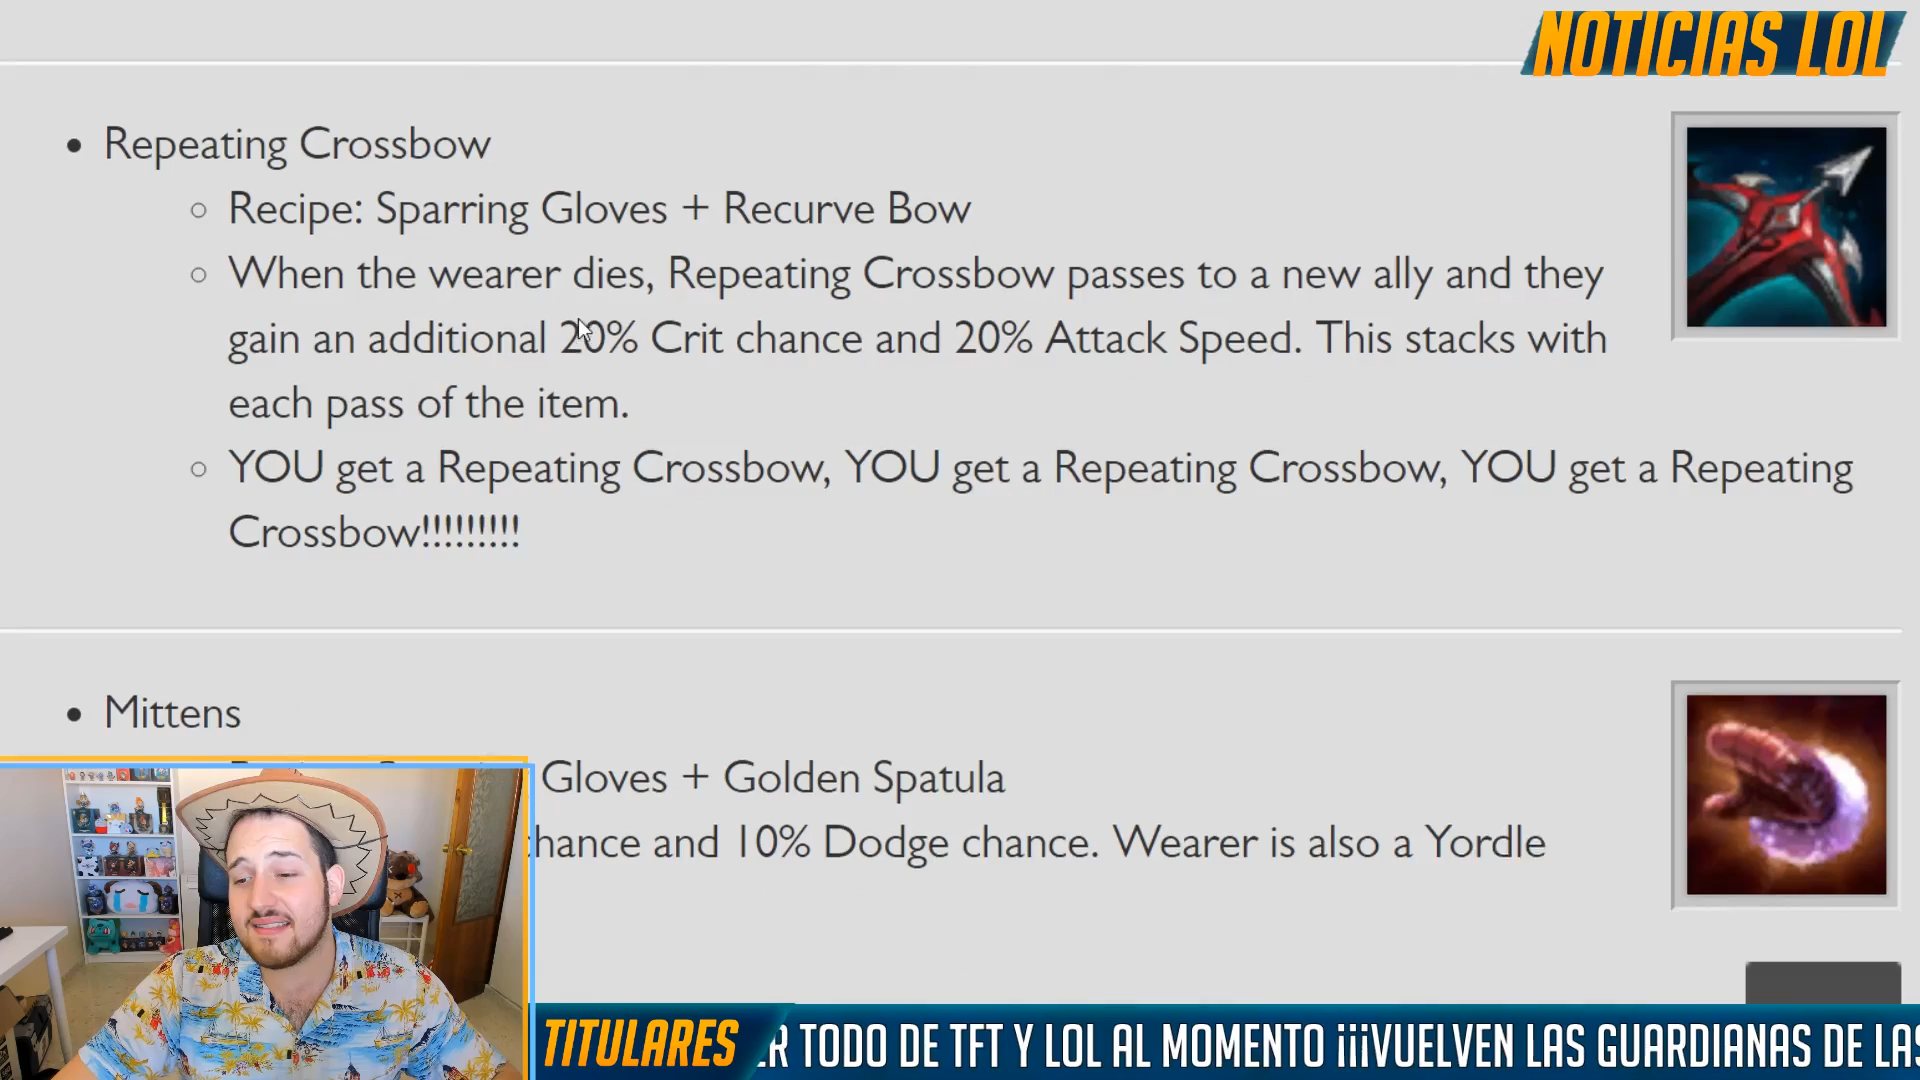 NOTICIAS LOL
Repeating Crossbow
Recipe: Sparring Gloves + Recurve Bow
When the wearer dies, Repeating Crossbow passes to a new ally and they
gain an additional 20% Crit chance and 20% Attack Speed. This stacks with
each pass of the item.
YOU get a Repeating Crossbow, YOU get a Repeating Crossbow, YOU get a Repeating
Crossbow!!!!!!!!!
Mittens
Gloves + Golden Spatula
chance and 10% Dodge chance. Wearer is also a Yordle
TITULARES ER TODO DE TFT Y LOL AL MOMENTO ¡¡¡VUELVEN LAS GUARDIANAS DE LAS